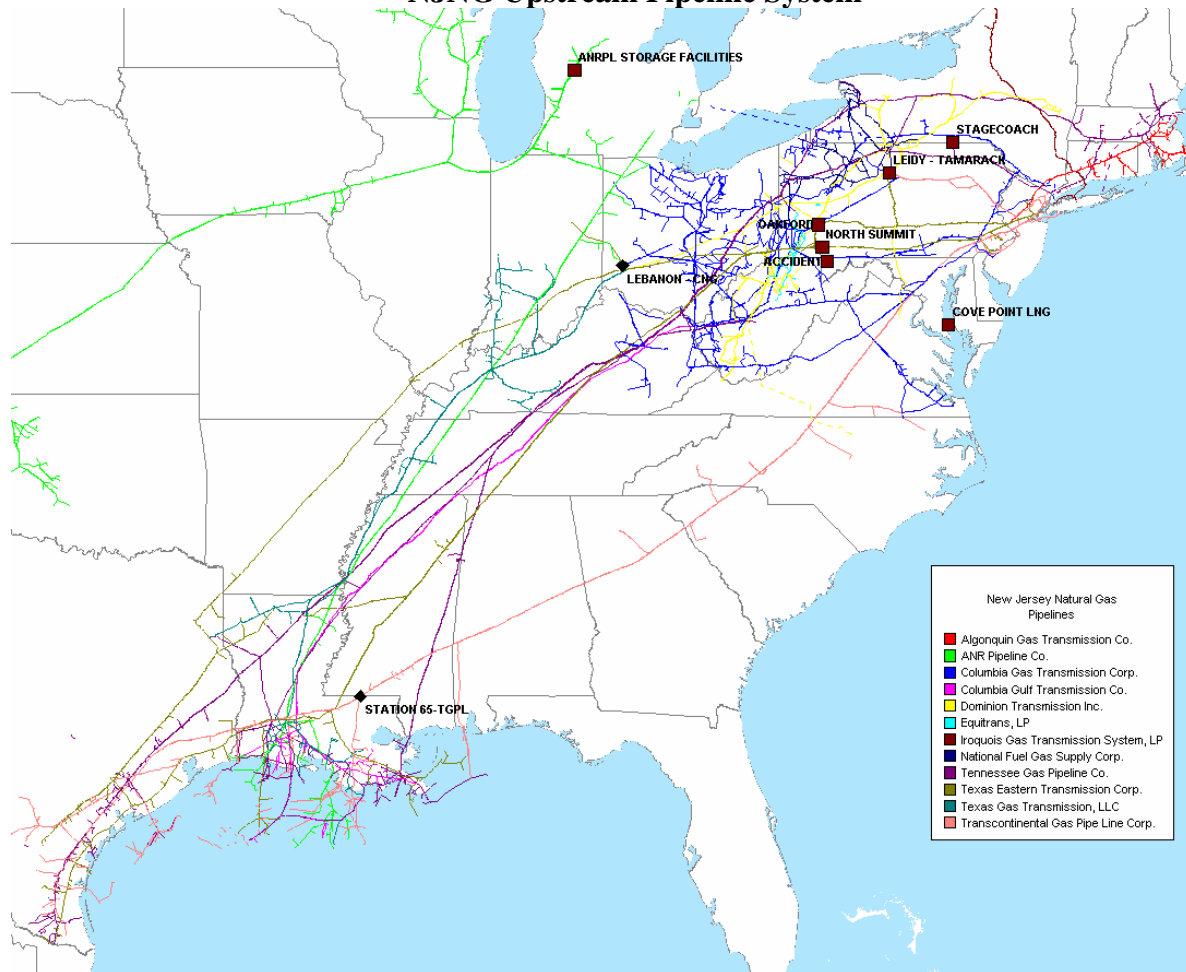 NJNG Upstream Pipeline System
ANRPL STORAGE FACILITIES
STAGECOACH
LEIDY - TAMARACK
OAKFORD
NORTH SUMMIT
ACCIDENT
LEBANON - CNG
COVE POINT LNG
STATION 65-TGPL
New Jersey Natural Gas
Pipelines
Algonquin Gas Transmission Co.
ANR Pipeline Co.
Columbia Gas Transmission Corp.
Columbia Gulf Transmission Co.
Dominion Transmission Inc.
Equitrans, LP
Iroquois Gas Transmission System, LP
National Fuel Gas Supply Corp.
Tennessee Gas Pipeline Co.
Texas Eastern Transmission Corp.
Texas Gas Transmission, LLC
Transcontinental Gas Pipe Line Corp.